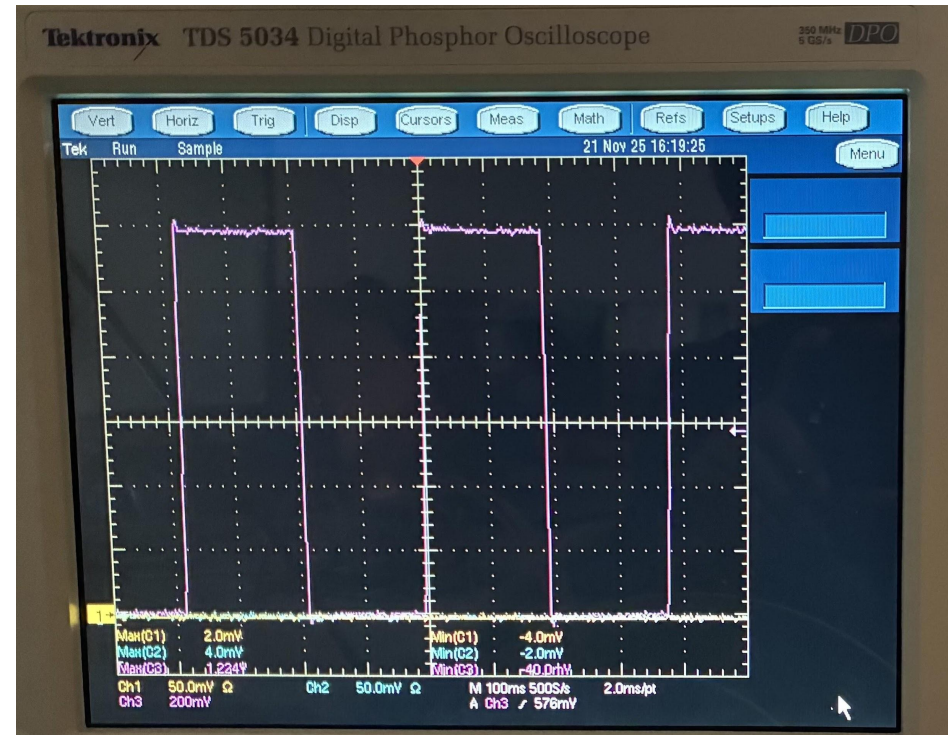 Tektronix TDS 5034 Digital Phosphor Oscilloscope 350 MHz 5 GS/s DPO
Vert Horiz Trig Disp Cursors Meas Math Refs Setups Help
Tek Run Sample 21 Nov 25 16:19:25 Menu
1
Max(C1) 2.0mV Min(C1) -4.0mV
Max(C2) 4.0mV Min(C2) -2.0mV
Max(C3) 1.224V Min(C3) -40.0mV
Ch1 50.0mV Ω Ch2 50.0mV Ω M 100ms 500S/s 2.0ms/pt
Ch3 200mV A Ch3 576mV